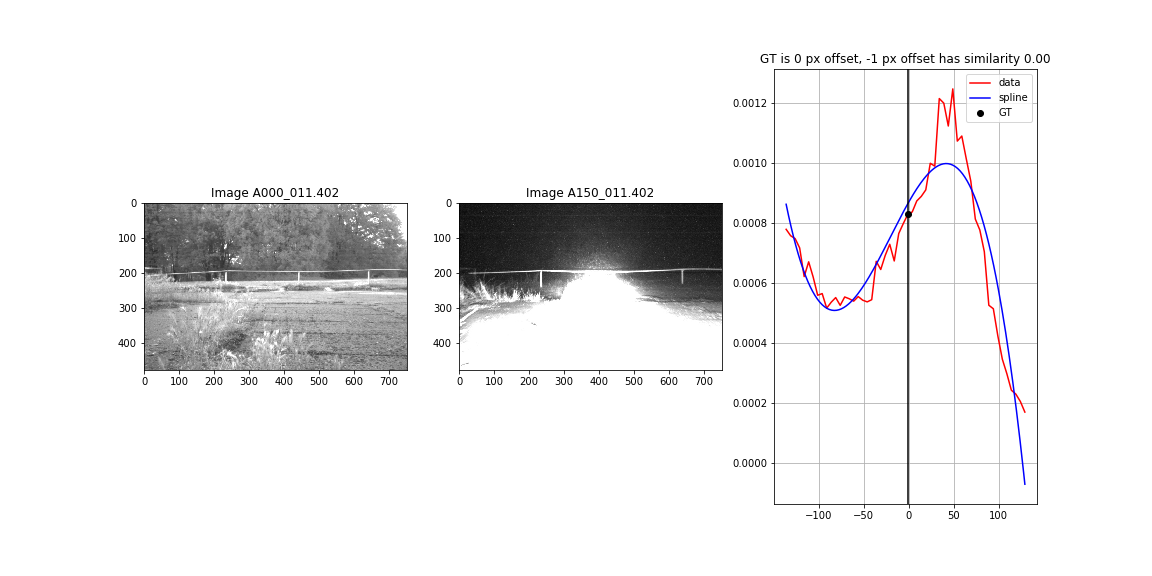 GT is 0 px offset, -1 px offset has similarity 0.00
Image A000_011.402
Image A150_011.402
data
spline
GT
0
100
200
300
400
0 100 200 300 400 500 600 700
0
100
200
300
400
0 100 200 300 400 500 600 700
0.0012
0.0010
0.0008
0.0006
0.0004
0.0002
0.0000
−100 −50 0 50 100